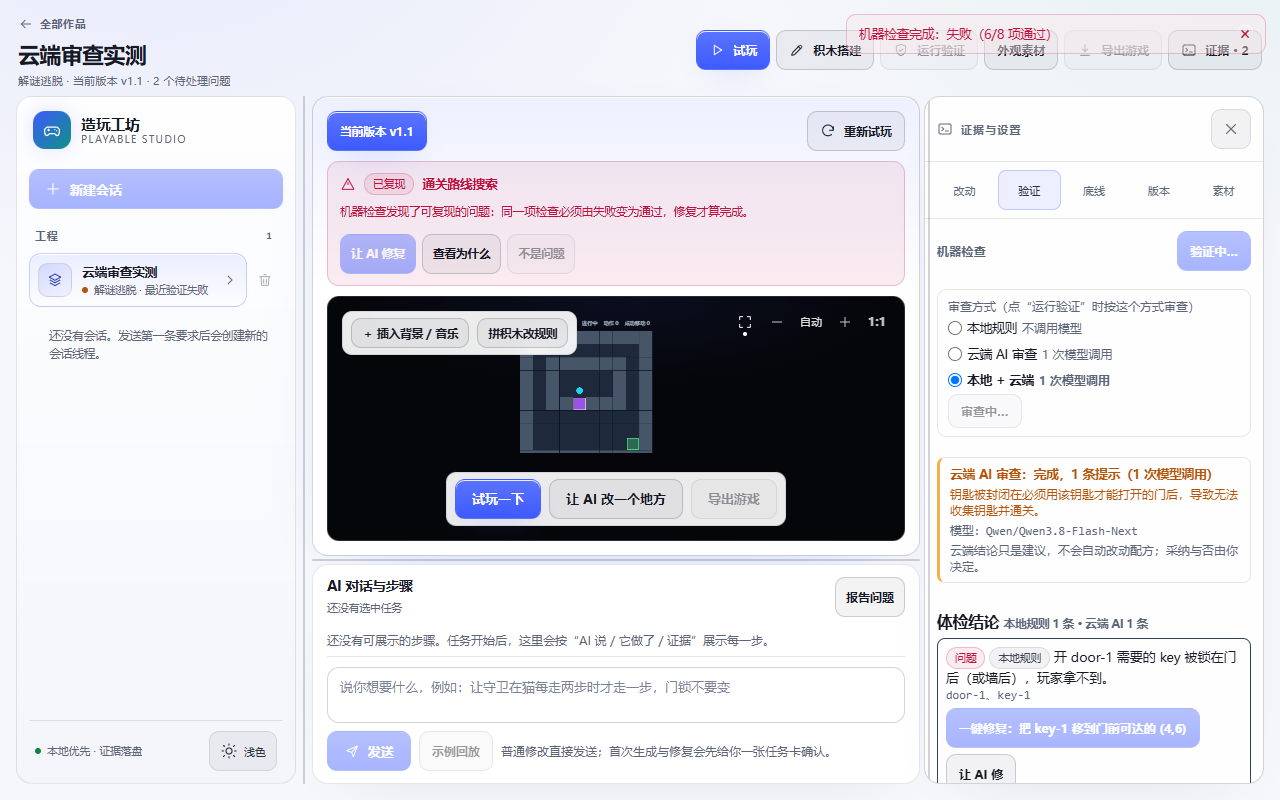 全部作品
云端审查实测
解谜逃脱 · 当前版本 v1.1 · 2 个待处理问题
试玩
积木搭建
运行验证
外观素材
导出游戏
证据 · 2
机器检查完成：失败（6/8 项通过）
造玩工坊
PLAYABLE STUDIO
新建会话
工程
1
云端审查实测
解谜逃脱 · 最近验证失败
还没有会话。发送第一条要求后会创建新的
会话线程。
本地优先 · 证据落盘
浅色
当前版本 v1.1
重新试玩
已复现
通关路线搜索
机器检查发现了可复现的问题：同一项检查必须由失败变为通过，修复才算完成。
让 AI 修复
查看为什么
不是问题
+ 插入背景 / 音乐
拼积木改规则
进行中 动作 0 成功移动 0
自动
1:1
试玩一下
让 AI 改一个地方
导出游戏
AI 对话与步骤
还没有选中任务
报告问题
还没有可展示的步骤。任务开始后，这里会按“AI 说 / 它做了 / 证据”展示每一步。
说你想要什么，例如：让守卫在猫每走两步时才走一步，门锁不要变
发送
示例回放
普通修改直接发送；首次生成与修复会先给你一张任务卡确认。
证据与设置
改动
验证
底线
版本
素材
机器检查
验证中...
审查方式（点“运行验证”时按这个方式审查）
本地规则 不调用模型
云端 AI 审查 1 次模型调用
本地 + 云端 1 次模型调用
审查中...
云端 AI 审查：完成，1 条提示（1 次模型调用）
钥匙被封闭在必须用该钥匙才能打开的门后，导致无法
收集钥匙并通关。
模型：Qwen/Qwen3.8-Flash-Next
云端结论只是建议，不会自动改动配方；采纳与否由你
决定。
体检结论 本地规则 1 条 · 云端 AI 1 条
问题 本地规则 开 door-1 需要的 key 被锁在门
后（或墙后），玩家拿不到。
door-1、key-1
一键修复：把 key-1 移到门前可达的 (4,6)
让 AI 修